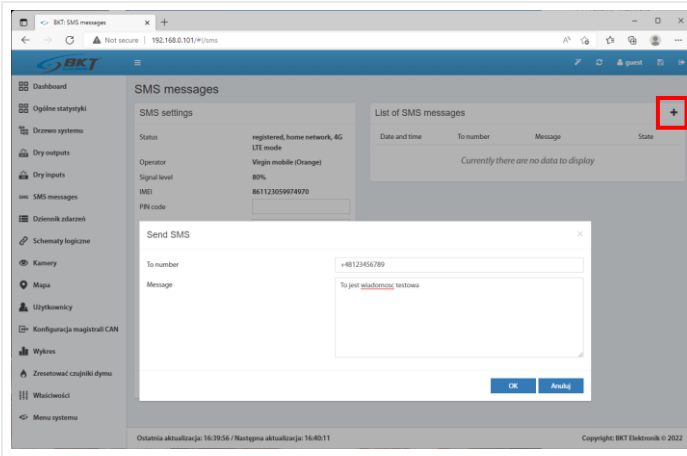 BKT: SMS messages
Not secure | 192.168.0.101/#!/sms
BKT
guest
Dashboard
Ogólne statystyki
Drzewo systemu
Dry outputs
Dry inputs
SMS messages
Dziennik zdarzeń
Schematy logiczne
Kamery
Mapa
Użytkownicy
Konfiguracja magistrali CAN
Wykres
Zresetować czujniki dymu
Właściwości
Menu systemu
SMS messages
SMS settings
Status registered, home network, 4G
LTE mode
Operator Virgin mobile (Orange)
Signal level 80%
IMEI 861123059974970
PIN code
List of SMS messages +
Date and time To number Message State
Currently there are no data to display
Send SMS ×
To number +48123456789
Message To jest wiadomosc testowa
OK Anuluj
Ostatnia aktualizacja: 16:39:56 / Następna aktualizacja: 16:40:11
Copyright: BKT Elektronik © 2022